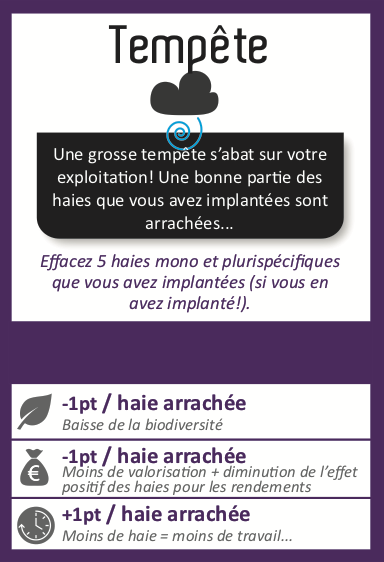 Tempête
Une grosse tempête s’abat sur votre
exploitation! Une bonne partie des
haies que vous avez implantées sont
arrachées...
Effacez 5 haies mono et plurispécifiques
que vous avez implantées (si vous en
avez implanté!).
-1pt / haie arrachée
Baisse de la biodiversité
€
-1pt / haie arrachée
Moins de valorisation + diminution de l’effet
positif des haies pour les rendements
+1pt / haie arrachée
Moins de haie = moins de travail...